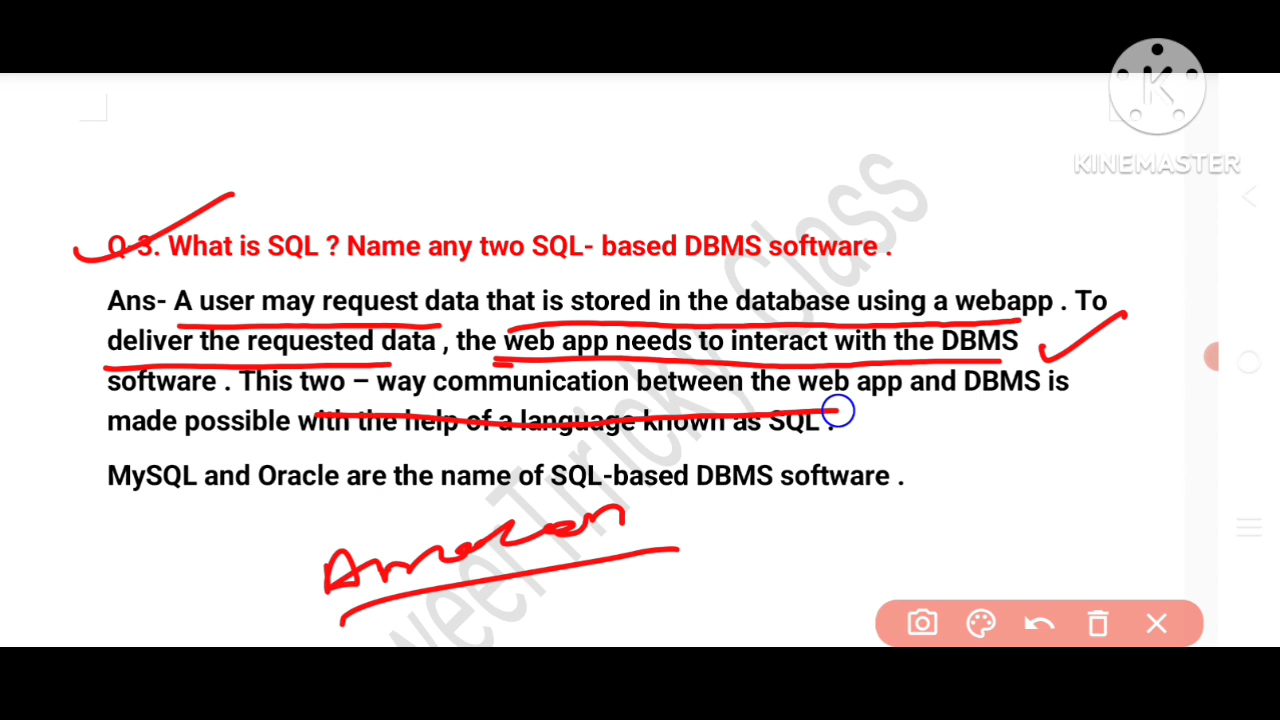 KINEMASTER
Q-3. What is SQL ? Name any two SQL- based DBMS software .
Ans- A user may request data that is stored in the database using a webapp . To
deliver the requested data , the web app needs to interact with the DBMS
software . This two – way communication between the web app and DBMS is
made possible with the help of a language known as SQL .
MySQL and Oracle are the name of SQL-based DBMS software .
Amazon
Tricky Class